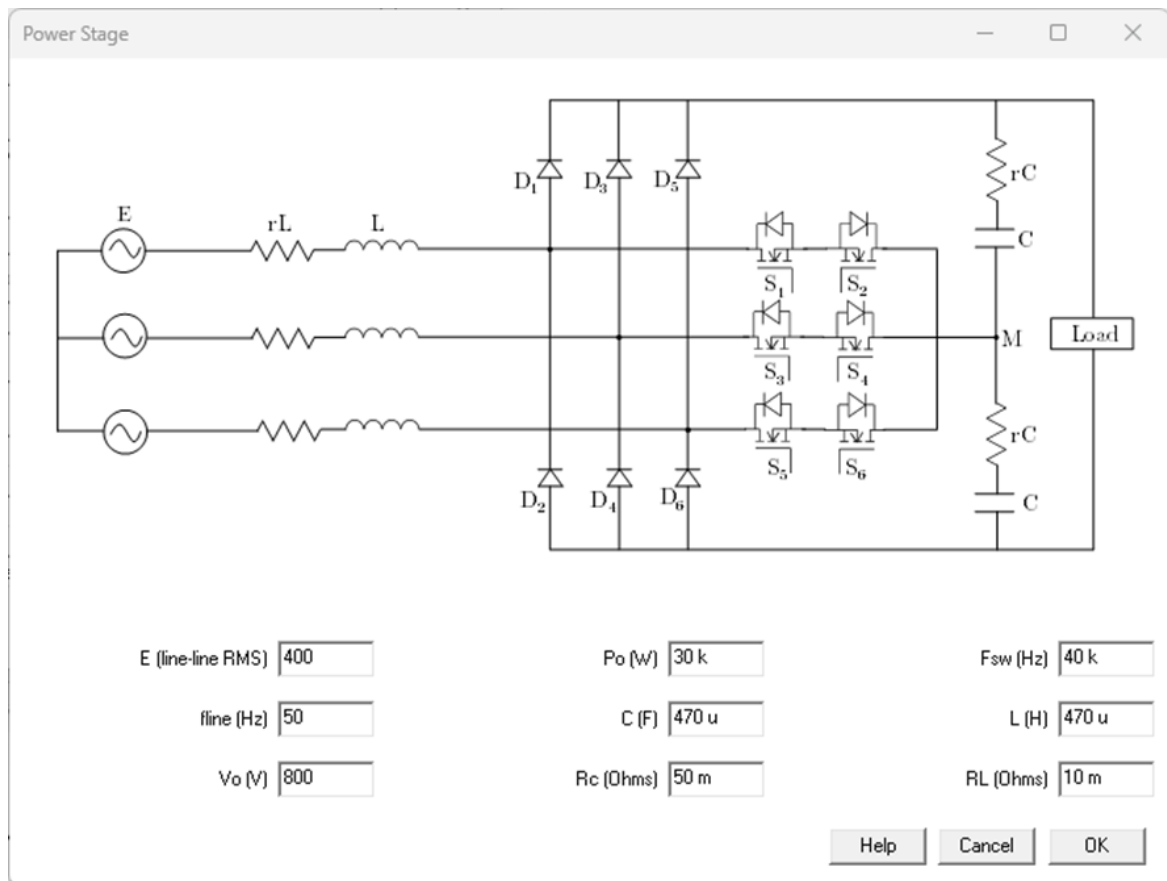 Power Stage
D1 D3 D5 rC
E rL L C
S1 S2
M Load
S3 S4
rC
S5 S6
D2 D4 D6 C
E (line-line RMS) 400 Po (W) 30 k Fsw (Hz) 40 k
fline (Hz) 50 C (F) 470 u L (H) 470 u
Vo (V) 800 Rc (Ohms) 50 m RL (Ohms) 10 m
Help Cancel OK